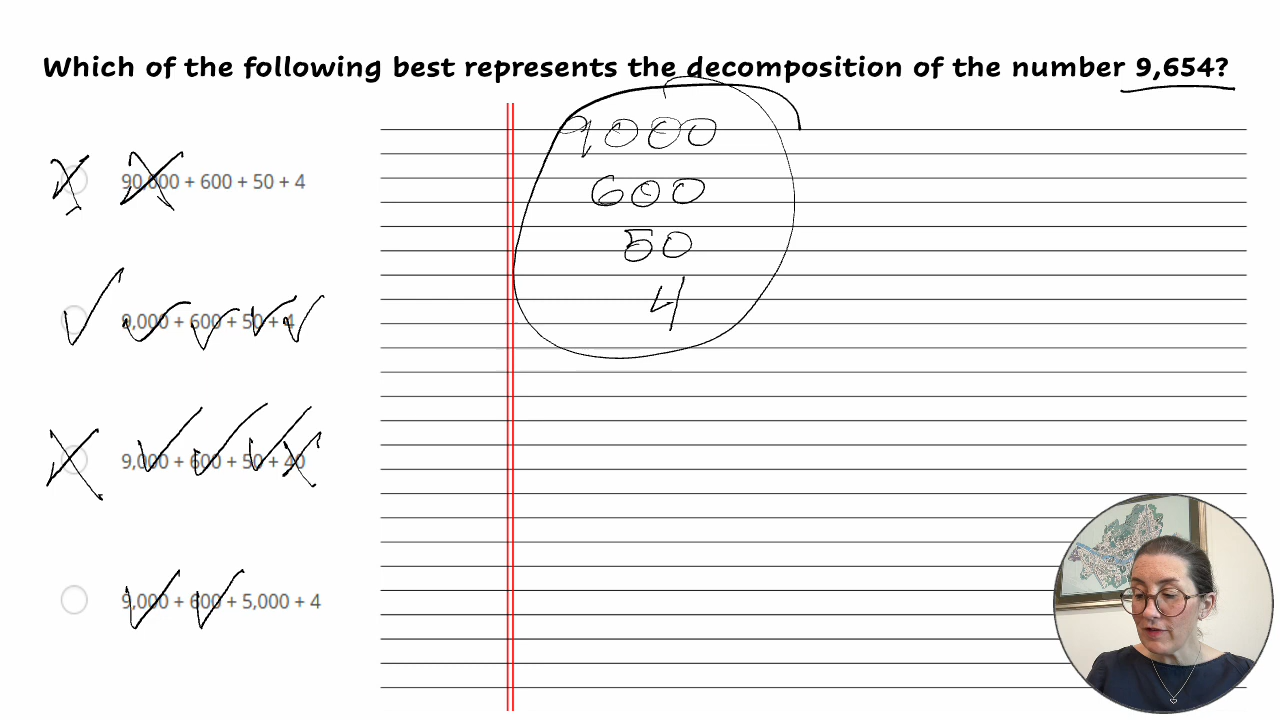 Which of the following best represents the decomposition of the number 9,654?
90,000 + 600 + 50 + 4
9,000 + 600 + 50 + 4
9,000 + 600 + 50 + 40
9,000 + 600 + 5,000 + 4
9000
600
50
4